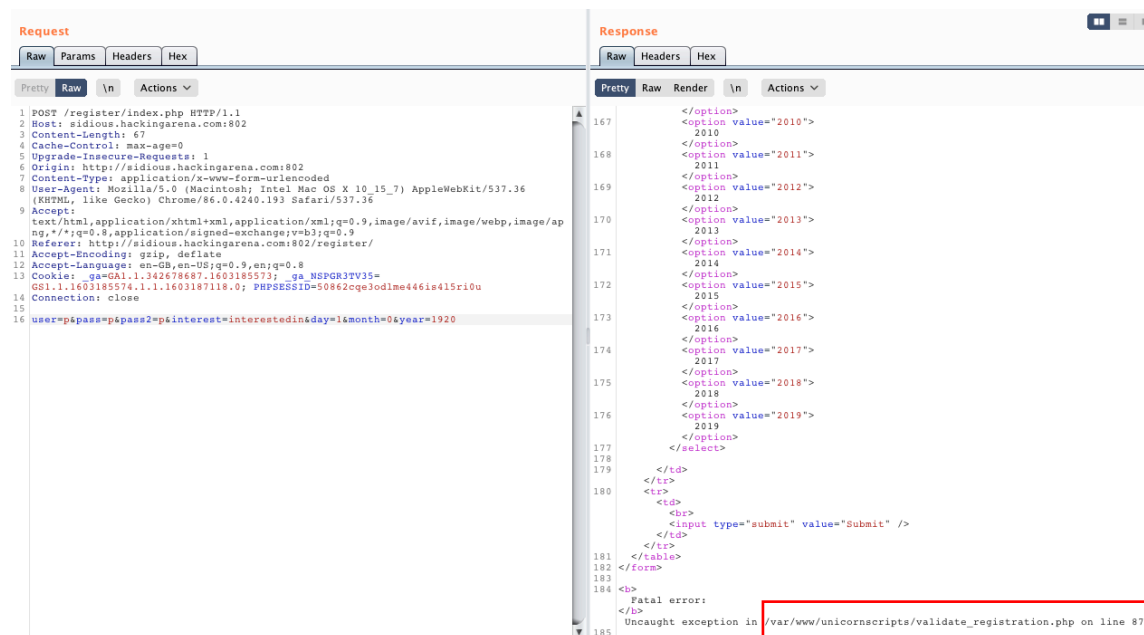 Request
Raw Params Headers Hex
Pretty Raw \n Actions
1 POST /register/index.php HTTP/1.1
2 Host: sidious.hackingarena.com:802
3 Content-Length: 67
4 Cache-Control: max-age=0
5 Upgrade-Insecure-Requests: 1
6 Origin: http://sidious.hackingarena.com:802
7 Content-Type: application/x-www-form-urlencoded
8 User-Agent: Mozilla/5.0 (Macintosh; Intel Mac OS X 10_15_7) AppleWebKit/537.36
(KHTML, like Gecko) Chrome/86.0.4240.193 Safari/537.36
9 Accept:
text/html,application/xhtml+xml,application/xml;q=0.9,image/avif,image/webp,image/ap
ng,*/*;q=0.8,application/signed-exchange;v=b3;q=0.9
10 Referer: http://sidious.hackingarena.com:802/register/
11 Accept-Encoding: gzip, deflate
12 Accept-Language: en-GB,en-US;q=0.9,en;q=0.8
13 Cookie: _ga=GA1.1.342678687.1603185573; _ga_NSPGR3TV35=
GS1.1.1603185574.1.1.1603187118.0; PHPSESSID=50862cqe3odlme446is4l5ri0u
14 Connection: close
15
16 user=p&pass=p&pass2=p&interest=interestedin&day=1&month=0&year=1920
Response
Raw Headers Hex
Pretty Raw Render \n Actions
</option>
167 <option value="2010">
2010
</option>
168 <option value="2011">
2011
</option>
169 <option value="2012">
2012
</option>
170 <option value="2013">
2013
</option>
171 <option value="2014">
2014
</option>
172 <option value="2015">
2015
</option>
173 <option value="2016">
2016
</option>
174 <option value="2017">
2017
</option>
175 <option value="2018">
2018
</option>
176 <option value="2019">
2019
</option>
177 </select>
178
179 </td>
</tr>
180 <tr>
<td>
<br>
<input type="submit" value="Submit" />
</td>
</tr>
181 </table>
182 </form>
183
184 <b>
Fatal error:
</b>
Uncaught exception in /var/www/unicornscripts/validate_registration.php on line 87
185